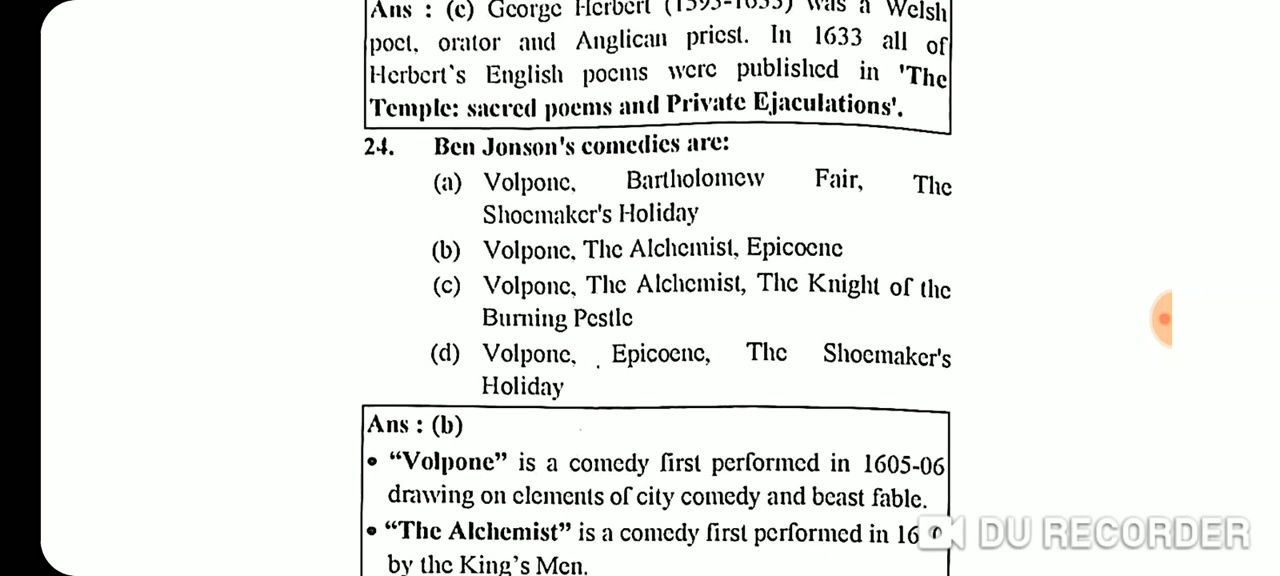 Ans : (c) George Herbert (1593-1633) was a Welsh
poet, orator and Anglican priest. In 1633 all of
Herbert's English poems were published in 'The
Temple: sacred poems and Private Ejaculations'.
24. Ben Jonson's comedies are:
(a) Volpone, Bartholomew Fair, The
Shoemaker's Holiday
(b) Volpone, The Alchemist, Epicoene
(c) Volpone, The Alchemist, The Knight of the
Burning Pestle
(d) Volpone, Epicoene, The Shoemaker's
Holiday
Ans : (b)
• "Volpone" is a comedy first performed in 1605-06
drawing on elements of city comedy and beast fable.
• "The Alchemist" is a comedy first performed in
by the King's Men.
DU RECORDER